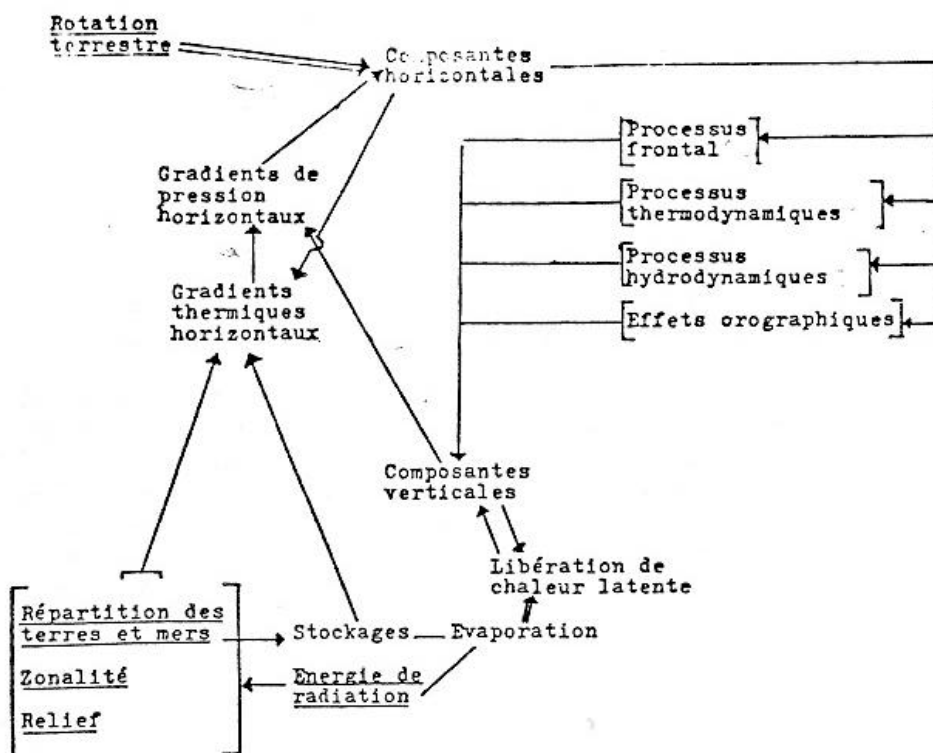 Rotation
terrestre
Composantes
horizontales
Processus
frontal
Gradients de
pression
horizontaux
Processus
thermodynamiques
Processus
hydrodynamiques
Gradients
thermiques
horizontaux
Effets orographiques
Composantes
verticales
Libération de
chaleur latente
Répartition des
terres et mers
Stockages
Evaporation
Zonalité
Energie de
radiation
Relief